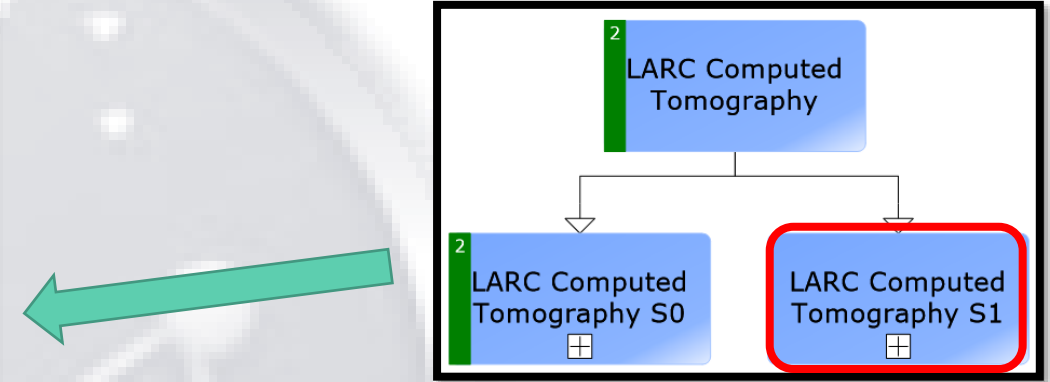 2
LARC Computed
Tomography
2
LARC Computed
Tomography S0
LARC Computed
Tomography S1